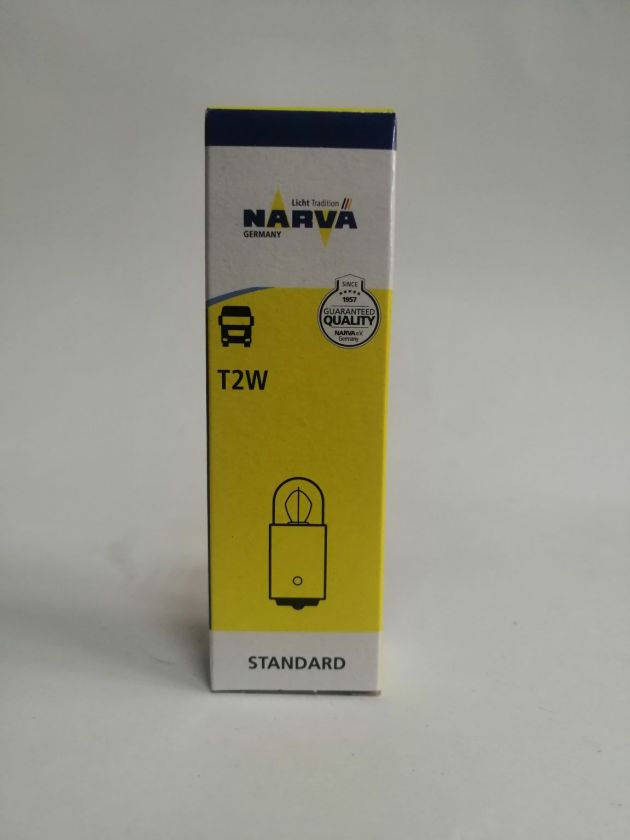 Licht Tradition
NARVA
GERMANY
SINCE
1957
GUARANTEED
QUALITY
NARVA e.K.
Germany
T2W
STANDARD